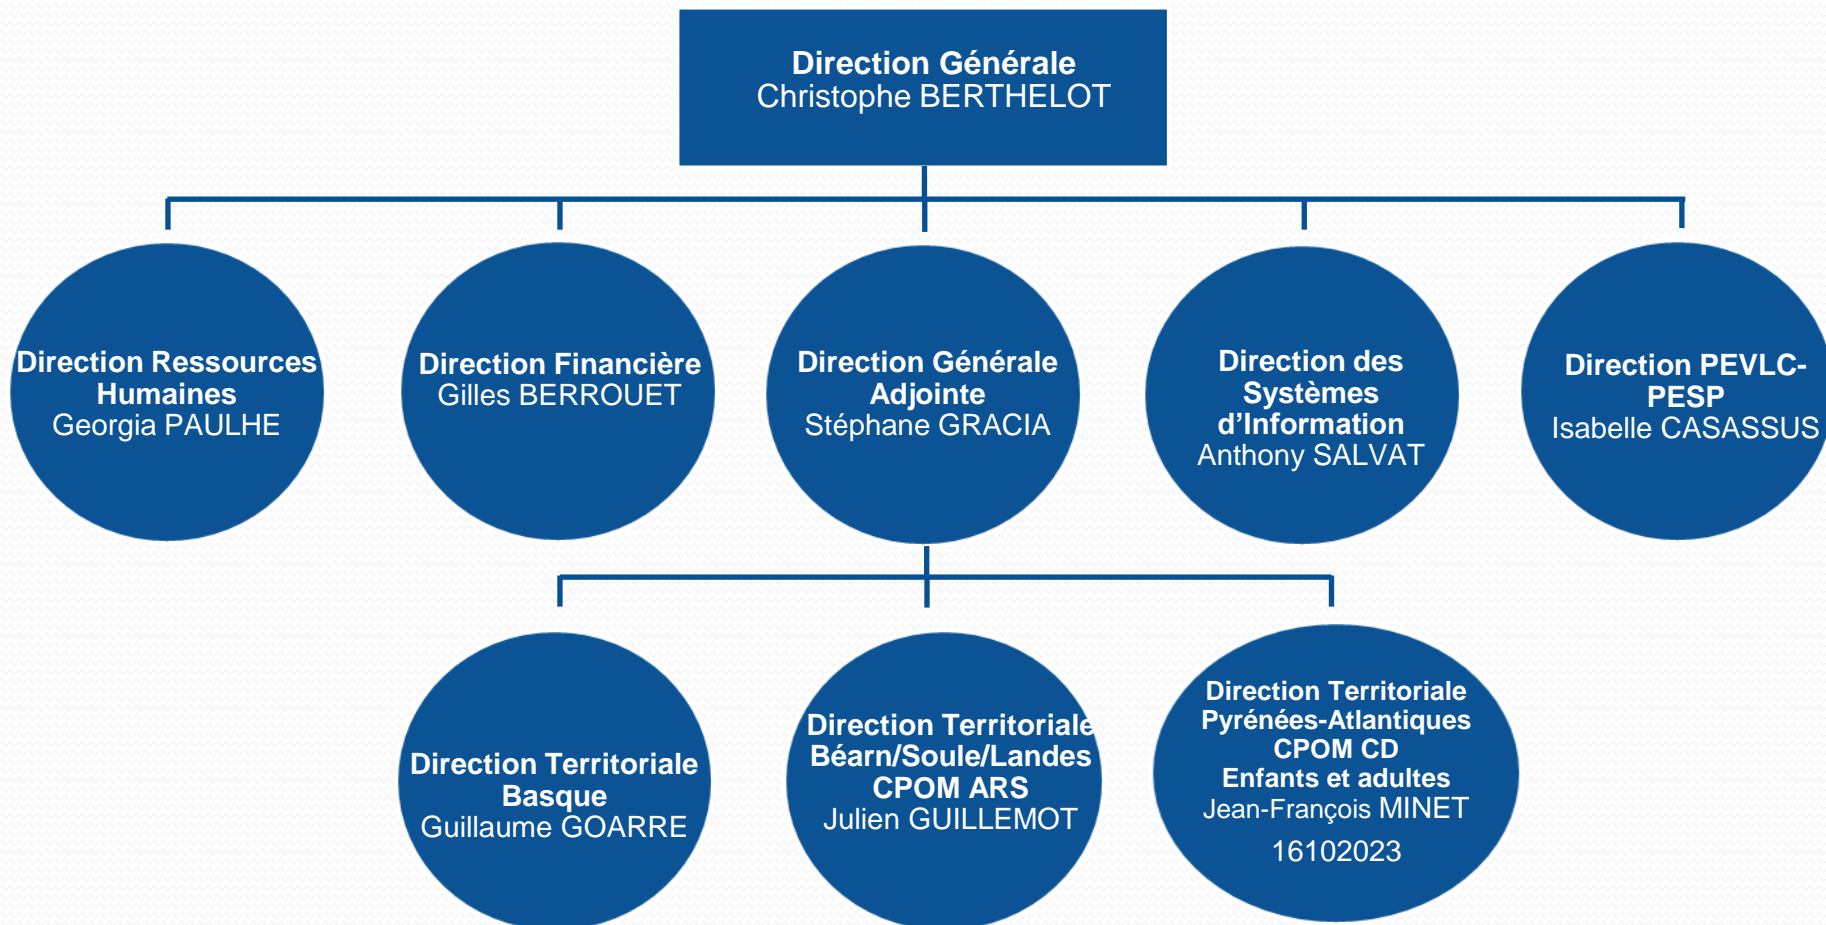 Direction Générale
Christophe BERTHELOT
Direction Ressources
Humaines
Georgia PAULHE
Direction Financière
Gilles BERROUET
Direction Générale
Adjointe
Stéphane GRACIA
Direction des
Systèmes
d’Information
Anthony SALVAT
Direction PEVLC-
PESP
Isabelle CASASSUS
Direction Territoriale
Basque
Guillaume GOARRE
Direction Territoriale
Béarn/Soule/Landes
CPOM ARS
Julien GUILLEMOT
Direction Territoriale
Pyrénées-Atlantiques
CPOM CD
Enfants et adultes
Jean-François MINET
16102023